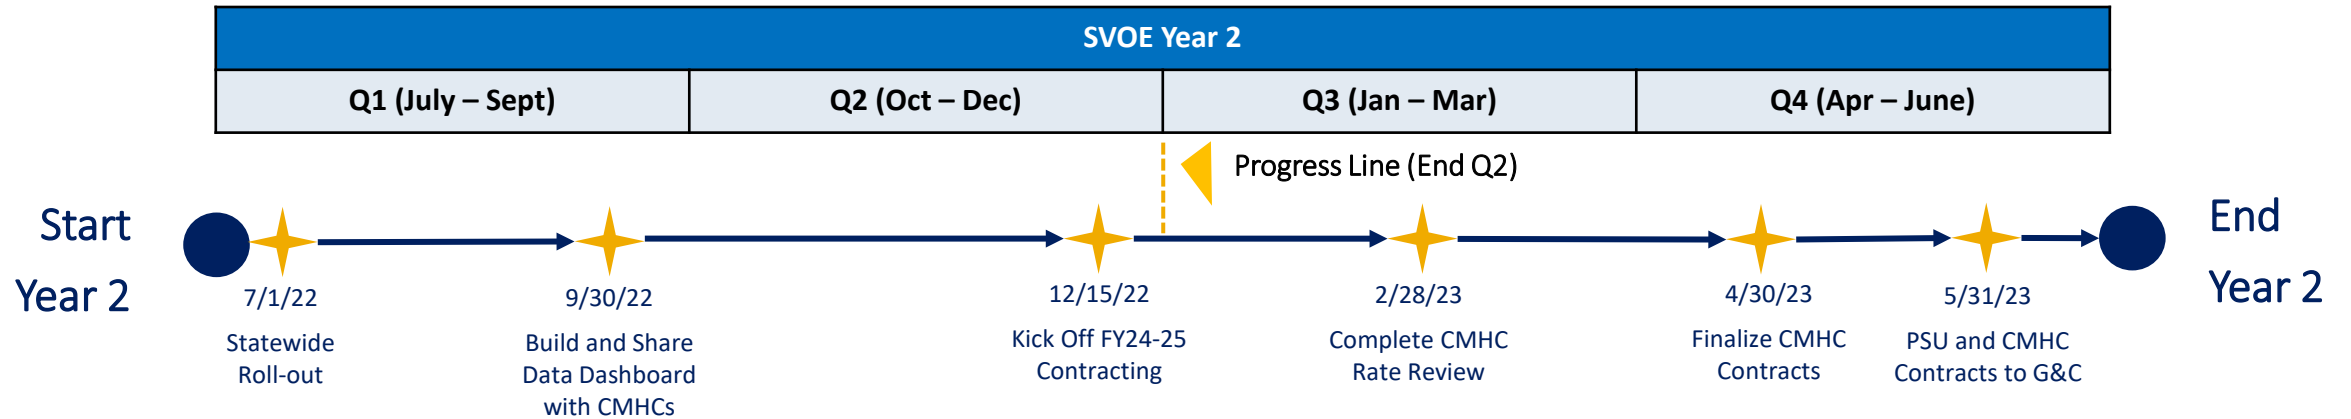 SVOE Year 2
Q1 (July – Sept)
Q2 (Oct – Dec)
Q3 (Jan – Mar)
Q4 (Apr – June)
Progress Line (End Q2)
Start
Year 2
7/1/22
Statewide
Roll-out
9/30/22
Build and Share
Data Dashboard
with CMHCs
12/15/22
Kick Off FY24-25
Contracting
2/28/23
Complete CMHC
Rate Review
4/30/23
Finalize CMHC
Contracts
5/31/23
PSU and CMHC
Contracts to G&C
End
Year 2